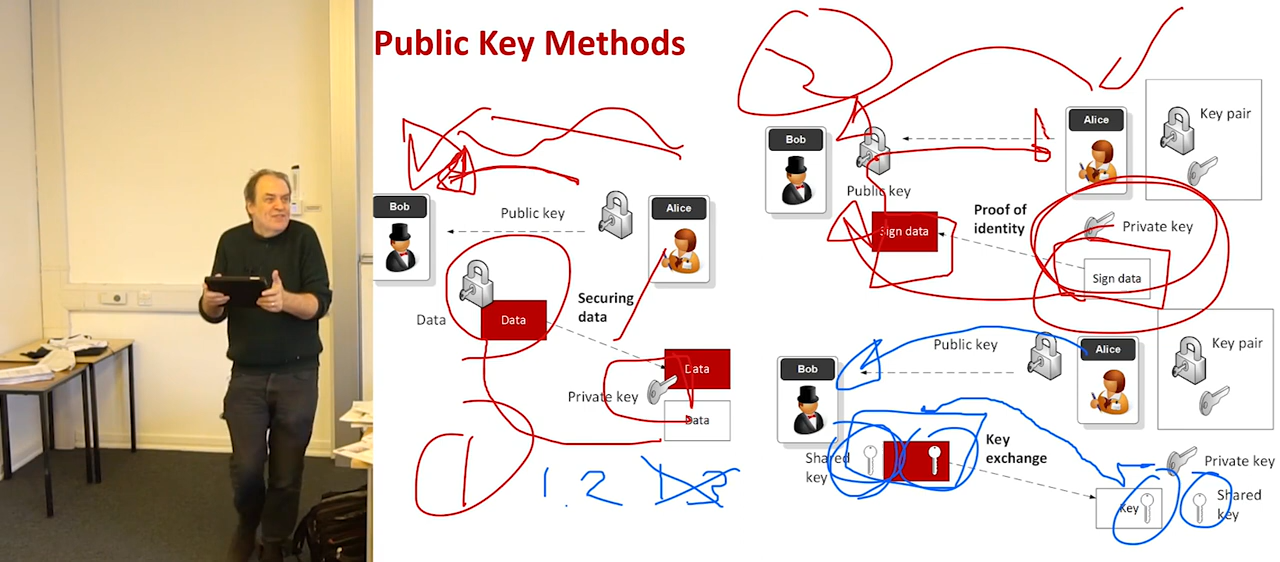 Public Key Methods
Bob
Public key
Alice
Securing
data
Data
Data
Data
Private key
Data
1.2
Bob
Public key
Alice
Key pair
Proof of
identity
Private key
Sign data
Sign data
Bob
Public key
Alice
Key pair
Shared
key
Key
exchange
Private key
Key
Shared
key